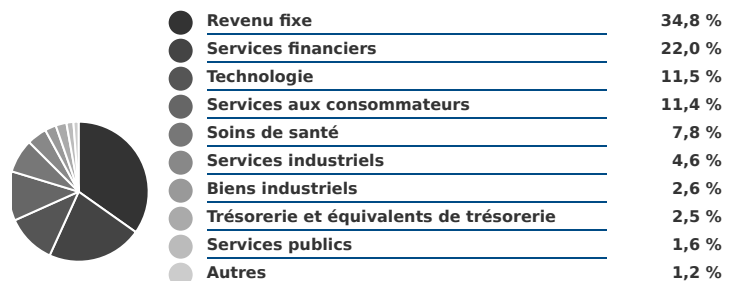 Revenu fixe 34,8 %
Services financiers 22,0 %
Technologie 11,5 %
Services aux consommateurs 11,4 %
Soins de santé 7,8 %
Services industriels 4,6 %
Biens industriels 2,6 %
Trésorerie et équivalents de trésorerie 2,5 %
Services publics 1,6 %
Autres 1,2 %